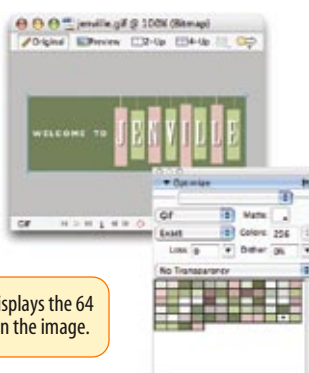 jenville.gif @ 100% (Bitmap)
Original Preview 2-Up 4-Up
WELCOME TO JENVILLE
GIF
Optimize
GIF Matte:
Exact Colors: 256
Loss: 0 Dither: 0%
No Transparency
isplays the 64
n the image.